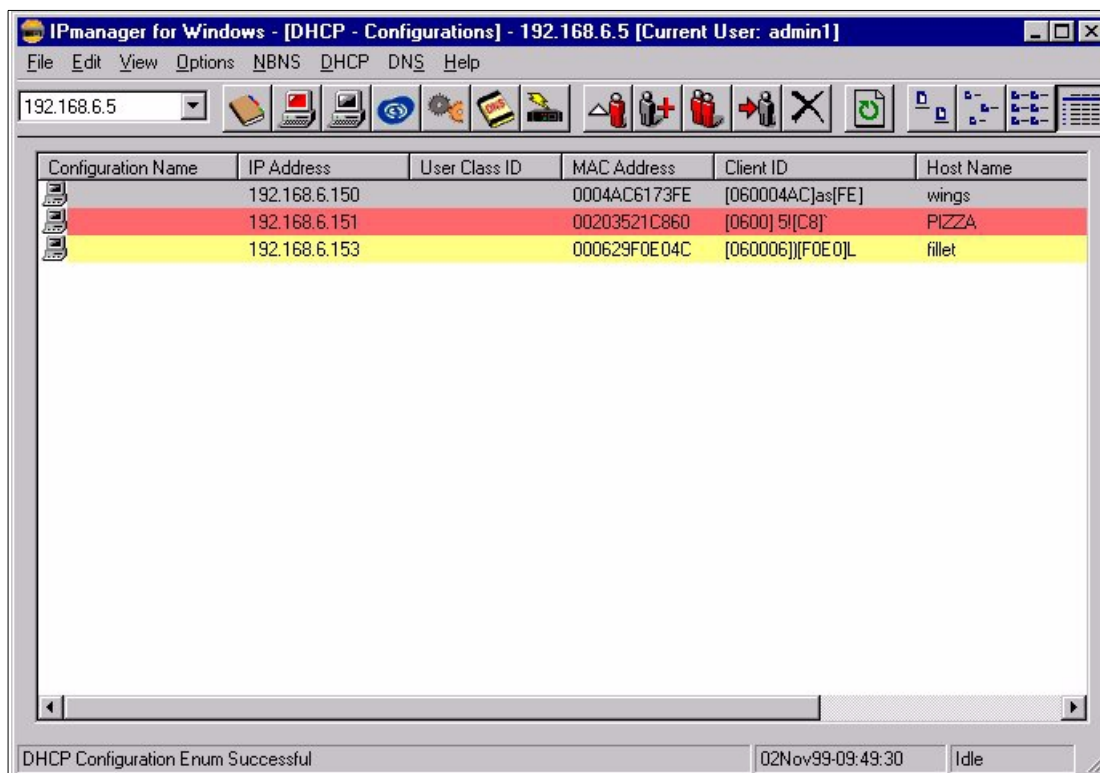 IPmanager for Windows - [DHCP - Configurations] - 192.168.6.5 [Current User: admin1]
File Edit View Options NBNS DHCP DNS Help
192.168.6.5
DNS
Configuration Name IP Address User Class ID MAC Address Client ID Host Name
192.168.6.150 0004AC6173FE [060004AC]as[FE] wings
192.168.6.151 00203521C860 [0600] 5![C8]` PIZZA
192.168.6.153 000629F0E04C [060006])[F0E0]L fillet
DHCP Configuration Enum Successful 02Nov99-09:49:30 Idle